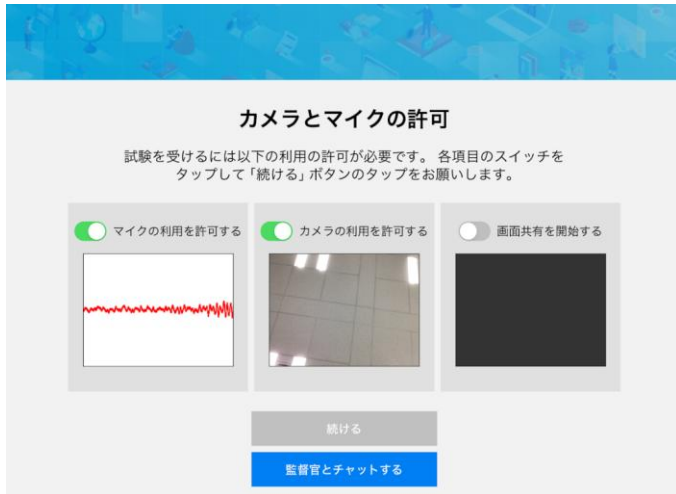 カメラとマイクの許可
試験を受けるには以下の利用の許可が必要です。 各項目のスイッチを
タップして「続ける」ボタンのタップをお願いします。
マイクの利用を許可する
カメラの利用を許可する
画面共有を開始する
続ける
監督官とチャットする